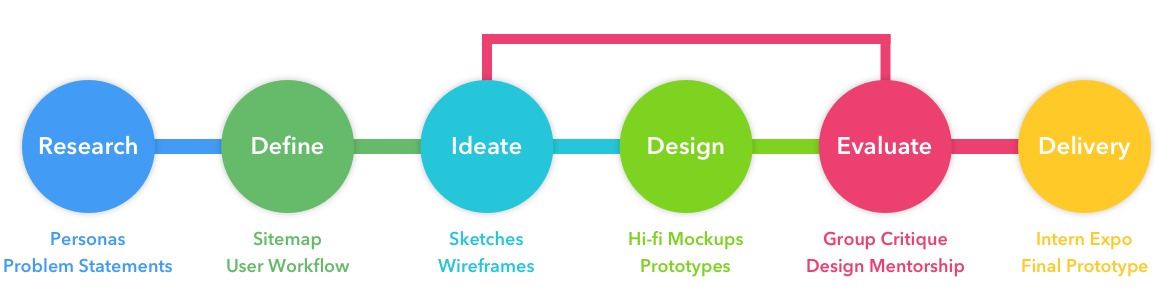 Research
Define
Ideate
Design
Evaluate
Delivery
Personas
Problem Statements
Sitemap
User Workflow
Sketches
Wireframes
Hi-fi Mockups
Prototypes
Group Critique
Design Mentorship
Intern Expo
Final Prototype